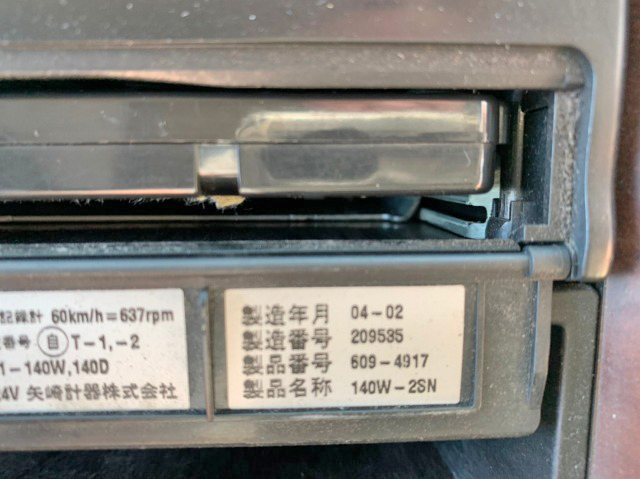 記録計 60km/h=637rpm
番号 自 T-1,-2
1-140W,140D
4V 矢崎計器株式会社
製造年月 04-02
製造番号 209535
製品番号 609-4917
製品名称 140W-2SN